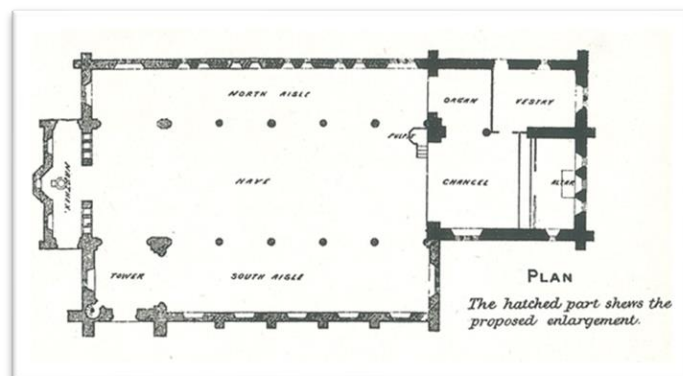 NORTH AISLE
ORGAN
VESTRY
PULPIT
NARTHEX.
NAVE
CHANCEL
ALTAR
TOWER
SOUTH AISLE
PLAN
The hatched part shews the
proposed enlargement.